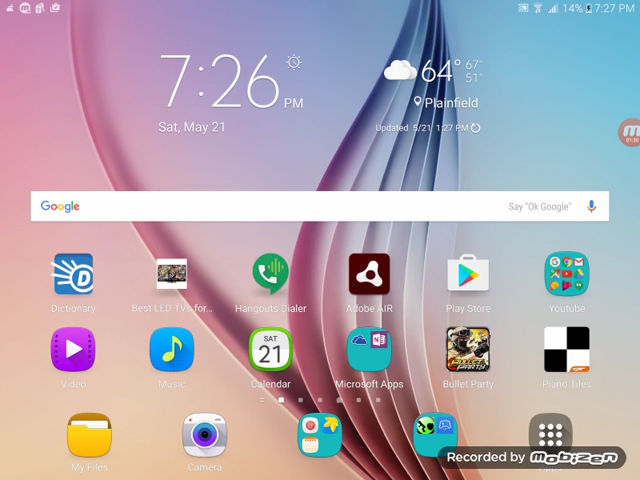 14% 7:27 PM
7:26 PM
Sat, May 21
64° 67°
51°
Plainfield
Updated 5/21 1:27 PM
Google Say "Ok Google"
Dictionary Best LED TVs for... Hangouts Dialer Adobe AIR Play Store Youtube
SAT
21
Video Music Calendar Microsoft Apps Bullet Party Piano Tiles
My Files Camera
Recorded by Mobizen